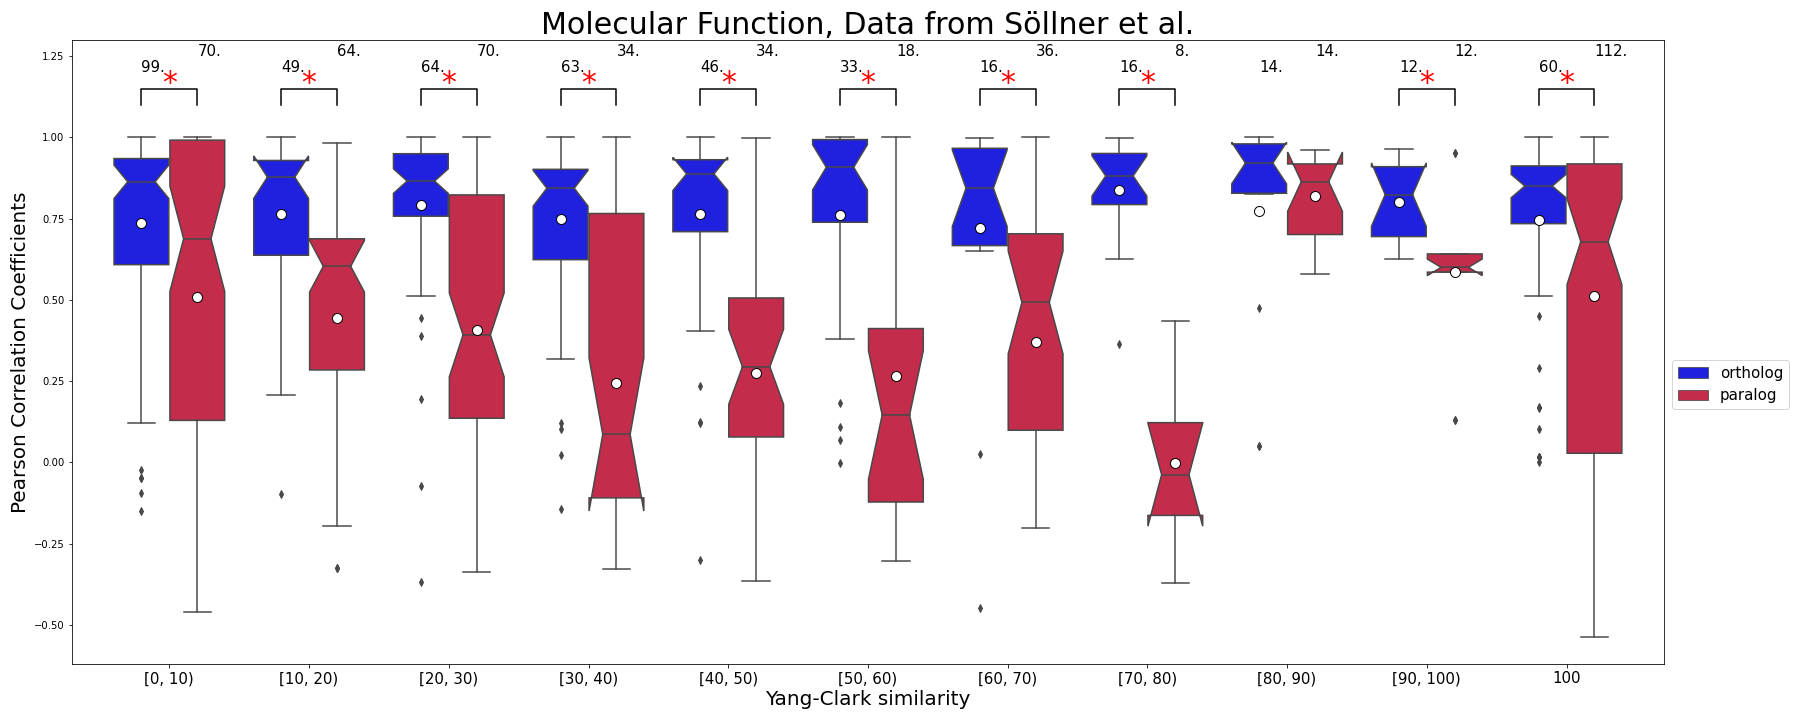 Molecular Function, Data from Söllner et al.
1.25
1.00
0.75
0.50
0.25
0.00
−0.25
−0.50
Pearson Correlation Coefficients
99. * 70.
49. * 64.
64. * 70.
63. * 34.
46. * 34.
33. * 18.
16. * 36.
16. * 8.
14. 14.
12. * 12.
60. * 112.
[0, 10) [10, 20) [20, 30) [30, 40) [40, 50) [50, 60) [60, 70) [70, 80) [80, 90) [90, 100) 100
Yang-Clark similarity
ortholog
paralog